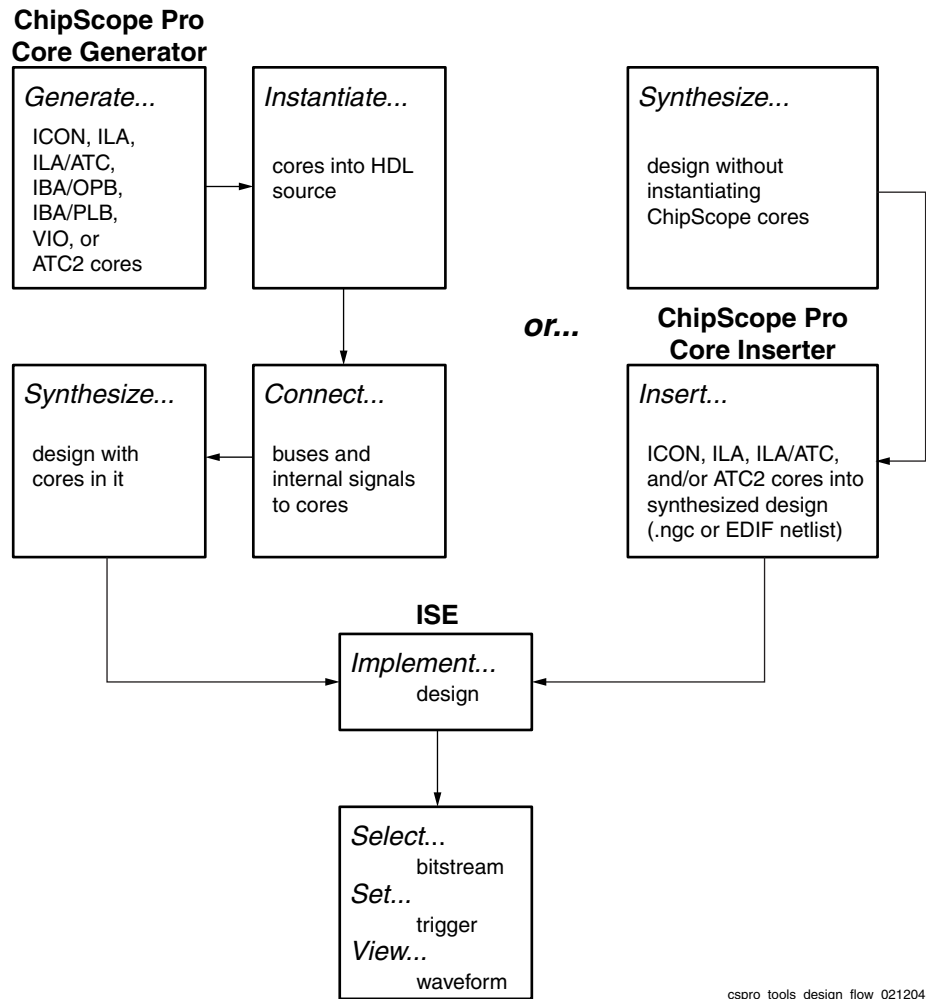 ChipScope Pro
Core Generator
Generate...
ICON, ILA,
ILA/ATC,
IBA/OPB,
IBA/PLB,
VIO, or
ATC2 cores
Instantiate...
cores into HDL
source
Connect...
buses and
internal signals
to cores
Synthesize...
design with
cores in it
or...
Synthesize...
design without
instantiating
ChipScope cores
ChipScope Pro
Core Inserter
Insert...
ICON, ILA, ILA/ATC,
and/or ATC2 cores into
synthesized design
(.ngc or EDIF netlist)
ISE
Implement...
design
Select...
bitstream
Set...
trigger
View...
waveform
cspro_tools_design_flow_021204